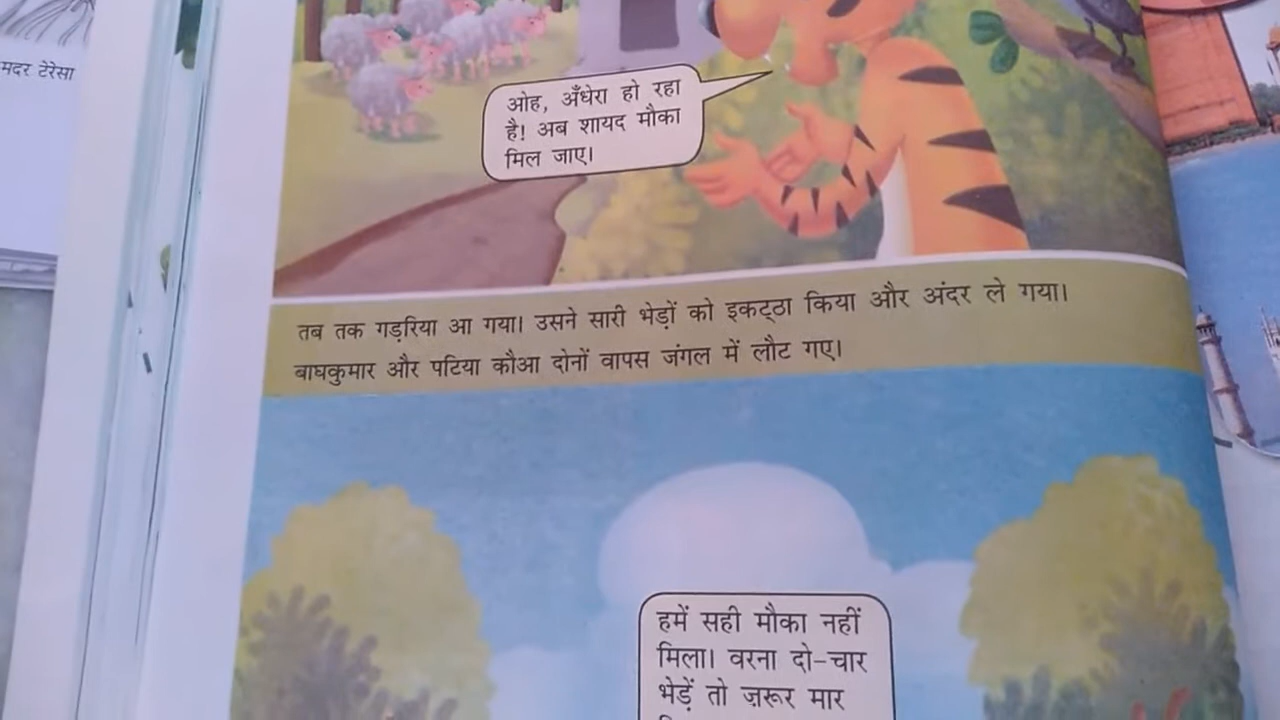 मदर टेरेसा
ओह, अँधेरा हो रहा
है! अब शायद मौका
मिल जाए।
तब तक गड़रिया आ गया। उसने सारी भेड़ों को इकट्ठा किया और अंदर ले गया।
बाघकुमार और पटिया कौआ दोनों वापस जंगल में लौट गए।
हमें सही मौका नहीं
मिला। वरना दो-चार
भेड़ें तो ज़रूर मार